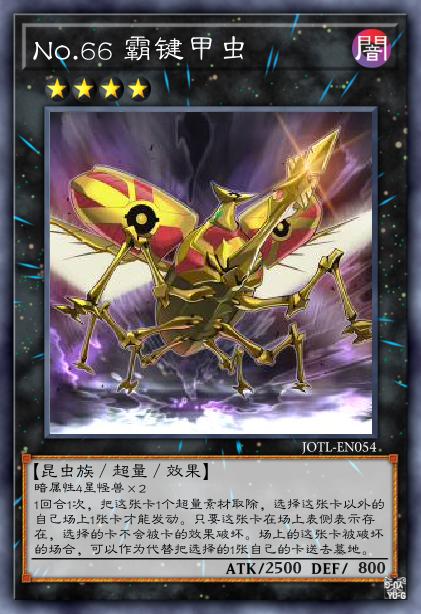 No.66 霸键甲虫
闇
JOTL-EN054
【昆虫族／超量／效果】
暗属性4星怪兽×2
1回合1次，把这张卡1个超量素材取除，选择这张卡以外的
自己场上1张卡才能发动。只要这张卡在场上表侧表示存
在，选择的卡不会被卡的效果破坏。场上的这张卡被破坏
的场合，可以作为代替把选择的1张自己的卡送去墓地。
ATK/2500 DEF/ 800